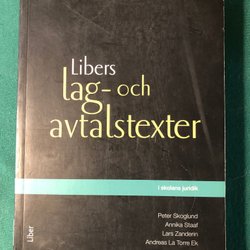 Libers
lag- och
avtalstexter
i skolans juridik
Peter Skoglund
Annika Staaf
Lars Zanderin
Andreas La Torre Ek
Liber